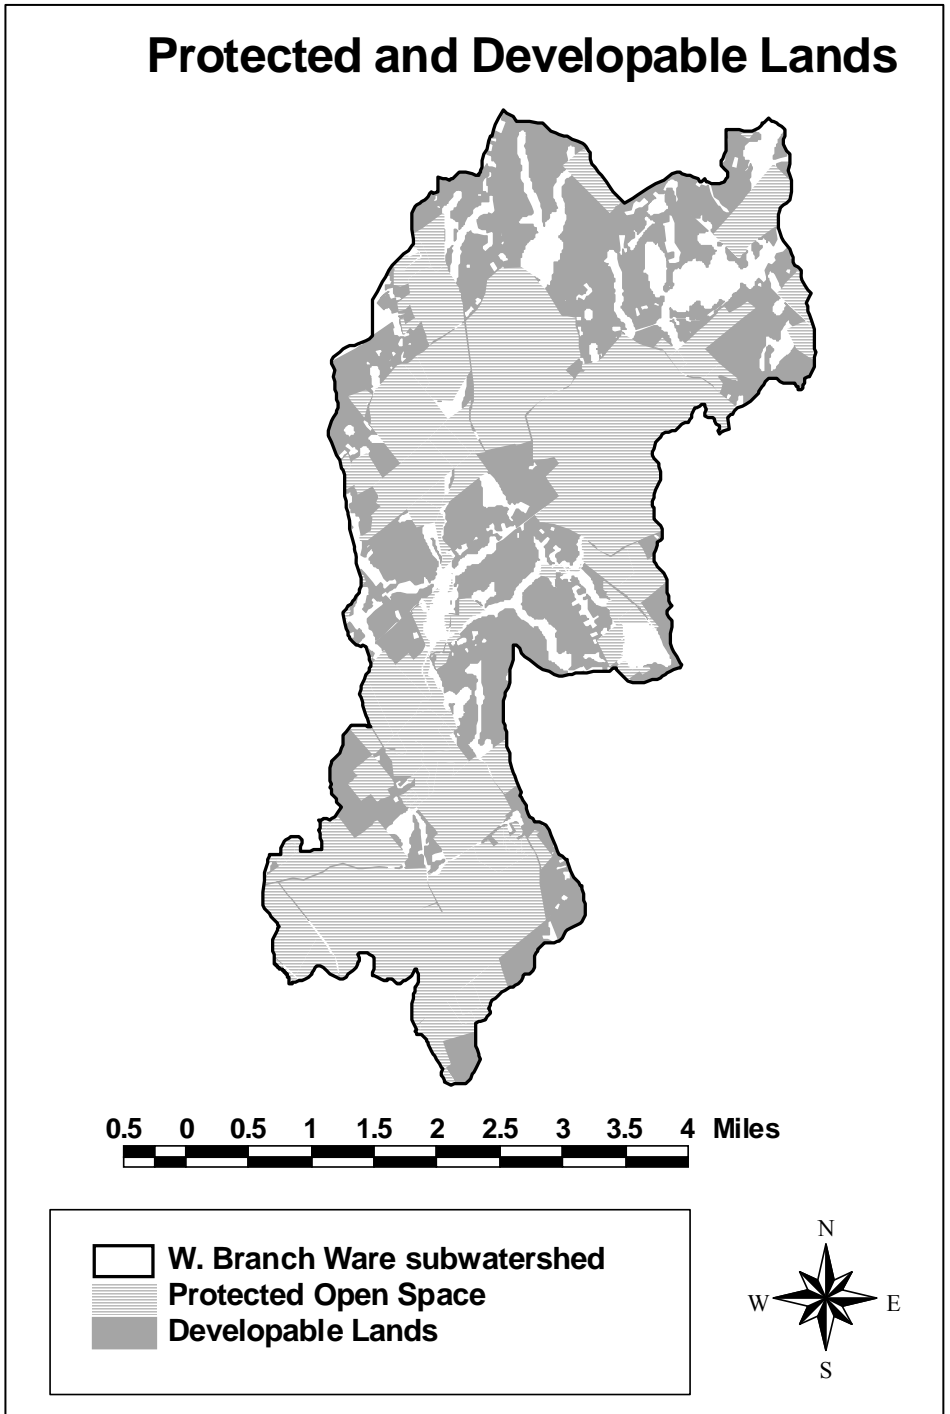 Protected and Developable Lands
0.5 0 0.5 1 1.5 2 2.5 3 3.5 4 Miles
W. Branch Ware subwatershed
Protected Open Space
Developable Lands
N
W E
S